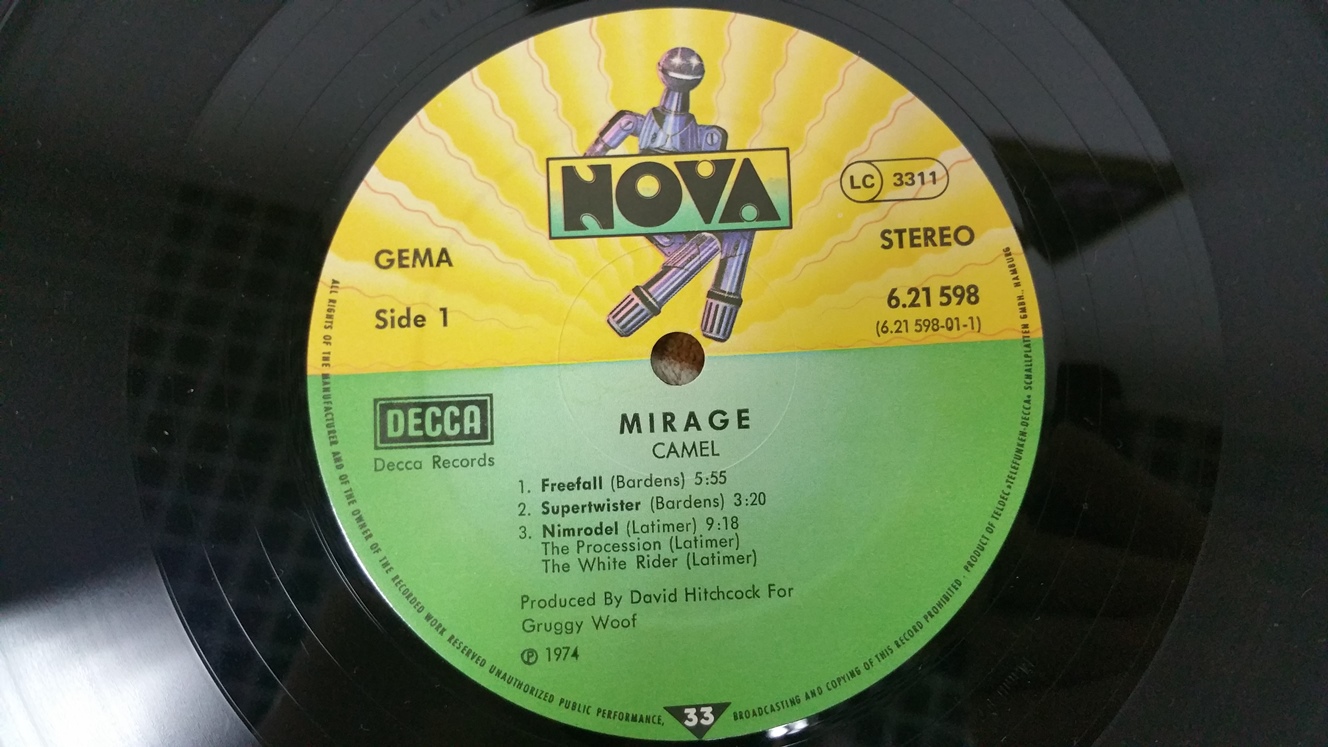 NOVA
LC 3311
GEMA
STEREO
Side 1
6.21 598
(6.21 598-01-1)
DECCA
Decca Records
MIRAGE
CAMEL
1. Freefall (Bardens) 5:55
2. Supertwister (Bardens) 3:20
3. Nimrodel (Latimer) 9:18
The Procession (Latimer)
The White Rider (Latimer)
Produced By David Hitchcock For
Gruggy Woof
℗ 1974
ALL RIGHTS OF THE MANUFACTURER AND OF THE OWNER OF THE RECORDED WORK RESERVED UNAUTHORIZED PUBLIC PERFORMANCE, BROADCASTING AND COPYING OF THIS RECORD PROHIBITED · PRODUCT OF TELDEC »TELEFUNKEN-DECCA« SCHALLPLATTEN GMBH., HAMBURG
33